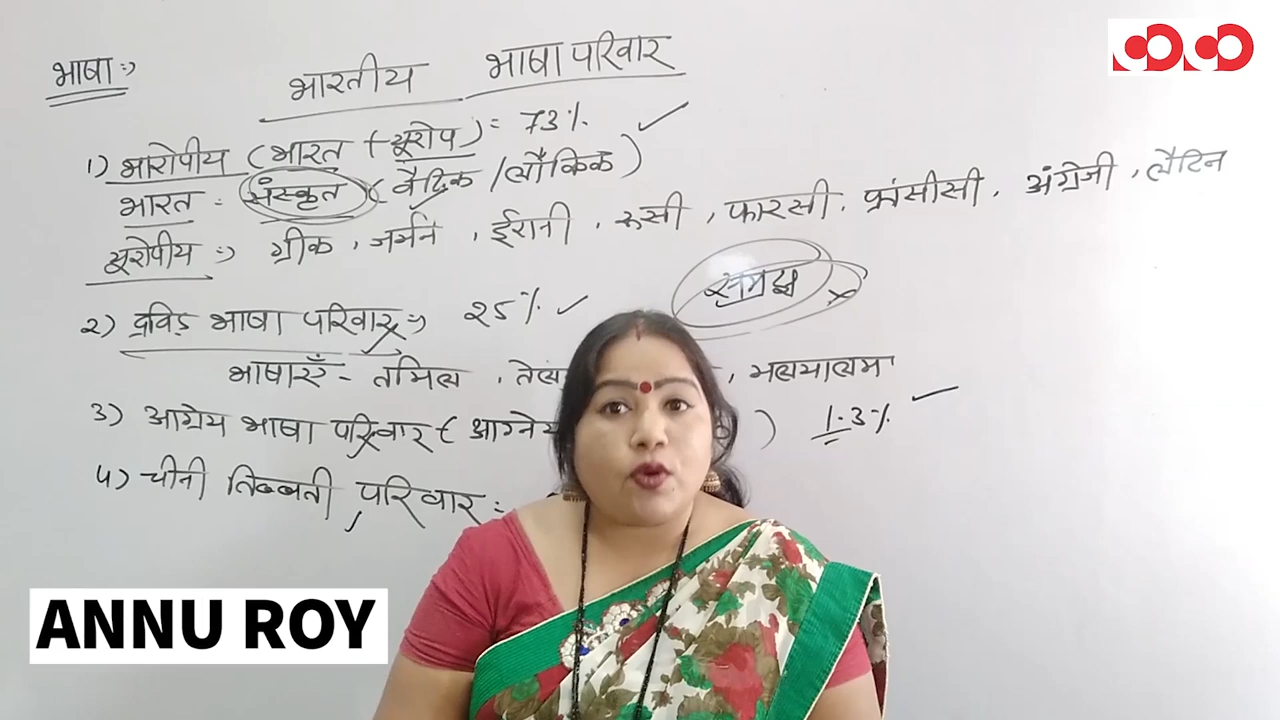 भाषा :->
भारतीय भाषा परिवार
1) भारोपीय (भारत + यूरोप) = 73%
भारत : संस्कृत (वैदिक / लौकिक)
यूरोपीय :-> ग्रीक , जर्मन , ईरानी , रूसी , फारसी , फ्रांसीसी , अंग्रेजी , लैटिन
समझ
2) द्रविड़ भाषा परिवार :-> 25%
भाषाएँ - तमिल , , मलयालम
3) आग्नेय भाषा परिवार ( ) 1.3%
4) चीनी तिब्बती परिवार :
ANNU ROY